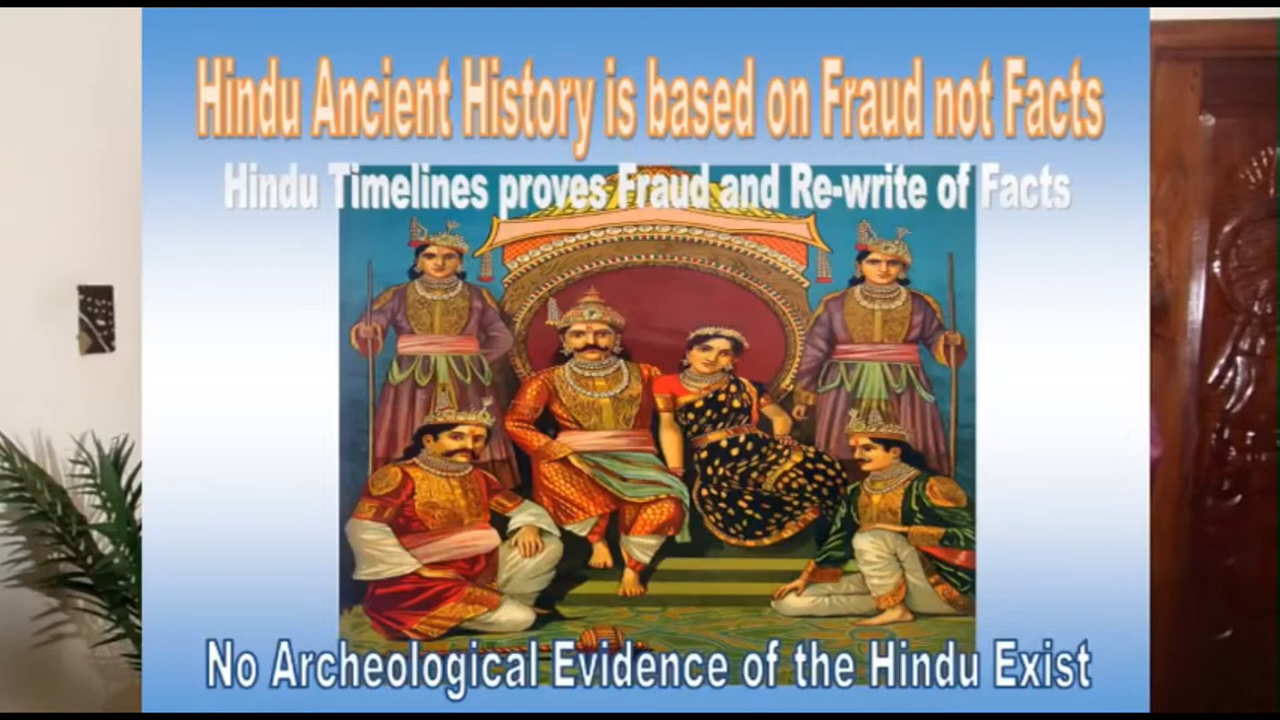 Hindu Ancient History is based on Fraud not Facts
Hindu Timelines proves Fraud and Re-write of Facts
No Archeological Evidence of the Hindu Exist